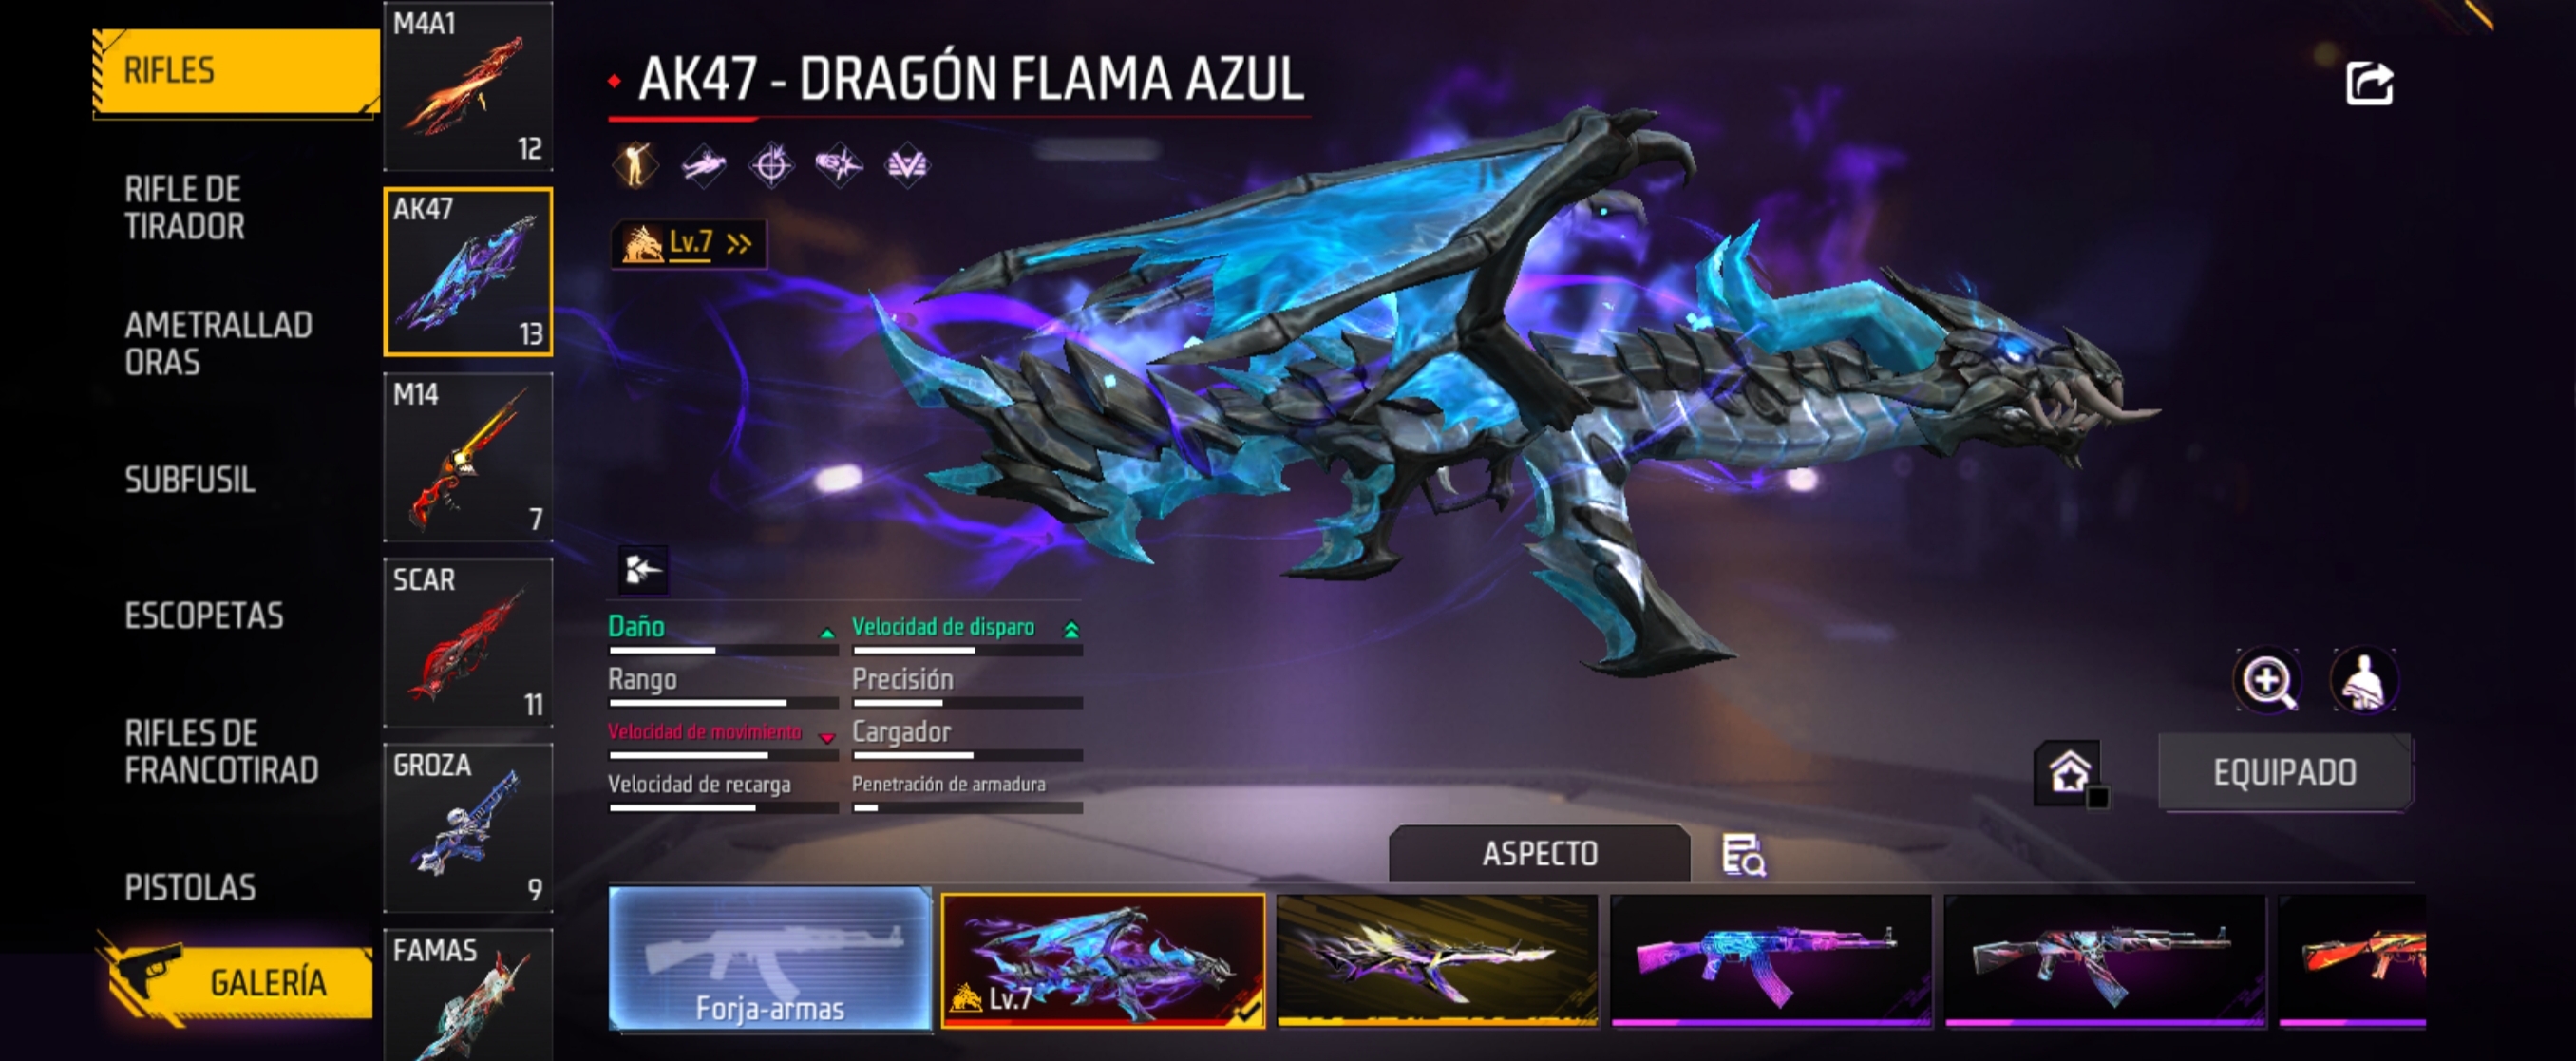 RIFLES
RIFLE DE
TIRADOR
AMETRALLAD
ORAS
SUBFUSIL
ESCOPETAS
RIFLES DE
FRANCOTIRAD
PISTOLAS
GALERÍA
M4A1
12
AK47
13
M14
7
SCAR
11
GROZA
9
FAMAS
AK47 - DRAGÓN FLAMA AZUL
Lv.7
Daño
Velocidad de disparo
Rango
Precisión
Velocidad de movimiento
Cargador
Velocidad de recarga
Penetración de armadura
EQUIPADO
ASPECTO
Forja-armas
Lv.7